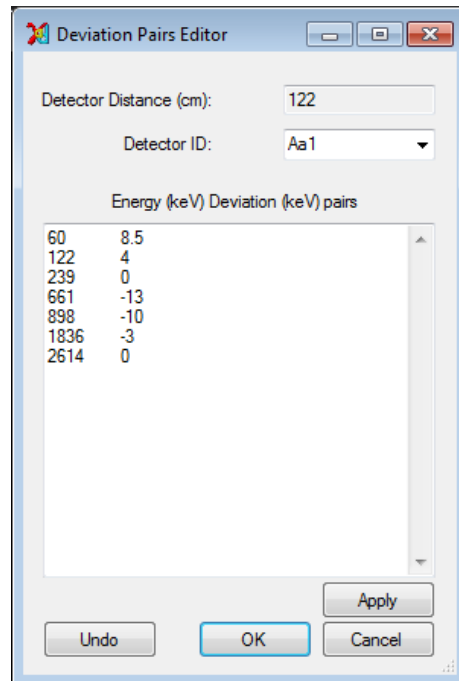 Deviation Pairs Editor
Detector Distance (cm): 122
Detector ID: Aa1
Energy (keV) Deviation (keV) pairs
60 8.5
122 4
239 0
661 -13
898 -10
1836 -3
2614 0
Apply
Undo OK Cancel